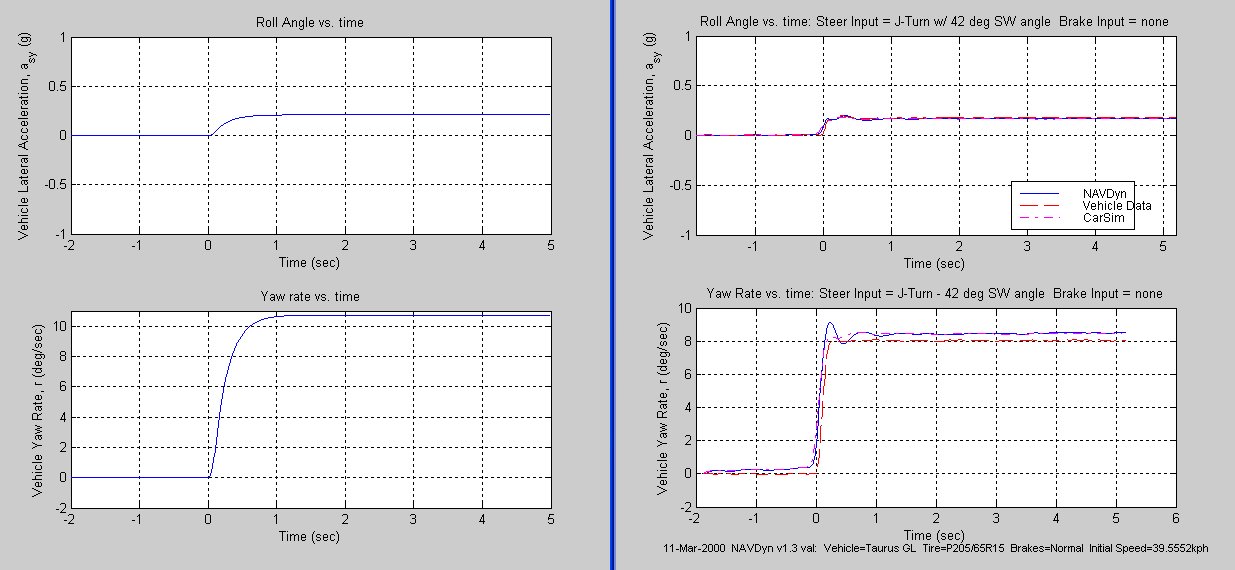 Roll Angle vs. time
Vehicle Lateral Acceleration, a_sy (g)
1
0.5
0
-0.5
-1
-2 -1 0 1 2 3 4 5
Time (sec)
Yaw rate vs. time
Vehicle Yaw Rate, r (deg/sec)
10
8
6
4
2
0
-2
-2 -1 0 1 2 3 4 5
Time (sec)
Roll Angle vs. time: Steer Input = J-Turn w/ 42 deg SW angle Brake Input = none
Vehicle Lateral Acceleration, a_sy (g)
1
0.5
0
-0.5
-1
NAVDyn
Vehicle Data
CarSim
-1 0 1 2 3 4 5
Time (sec)
Yaw Rate vs. time: Steer Input = J-Turn - 42 deg SW angle Brake Input = none
Vehicle Yaw Rate, r (deg/sec)
10
8
6
4
2
0
-2
-2 -1 0 1 2 3 4 5 6
Time (sec)
11-Mar-2000 NAVDyn v1.3 val: Vehicle=Taurus GL Tire=P205/65R15 Brakes=Normal Initial Speed=39.5552kph